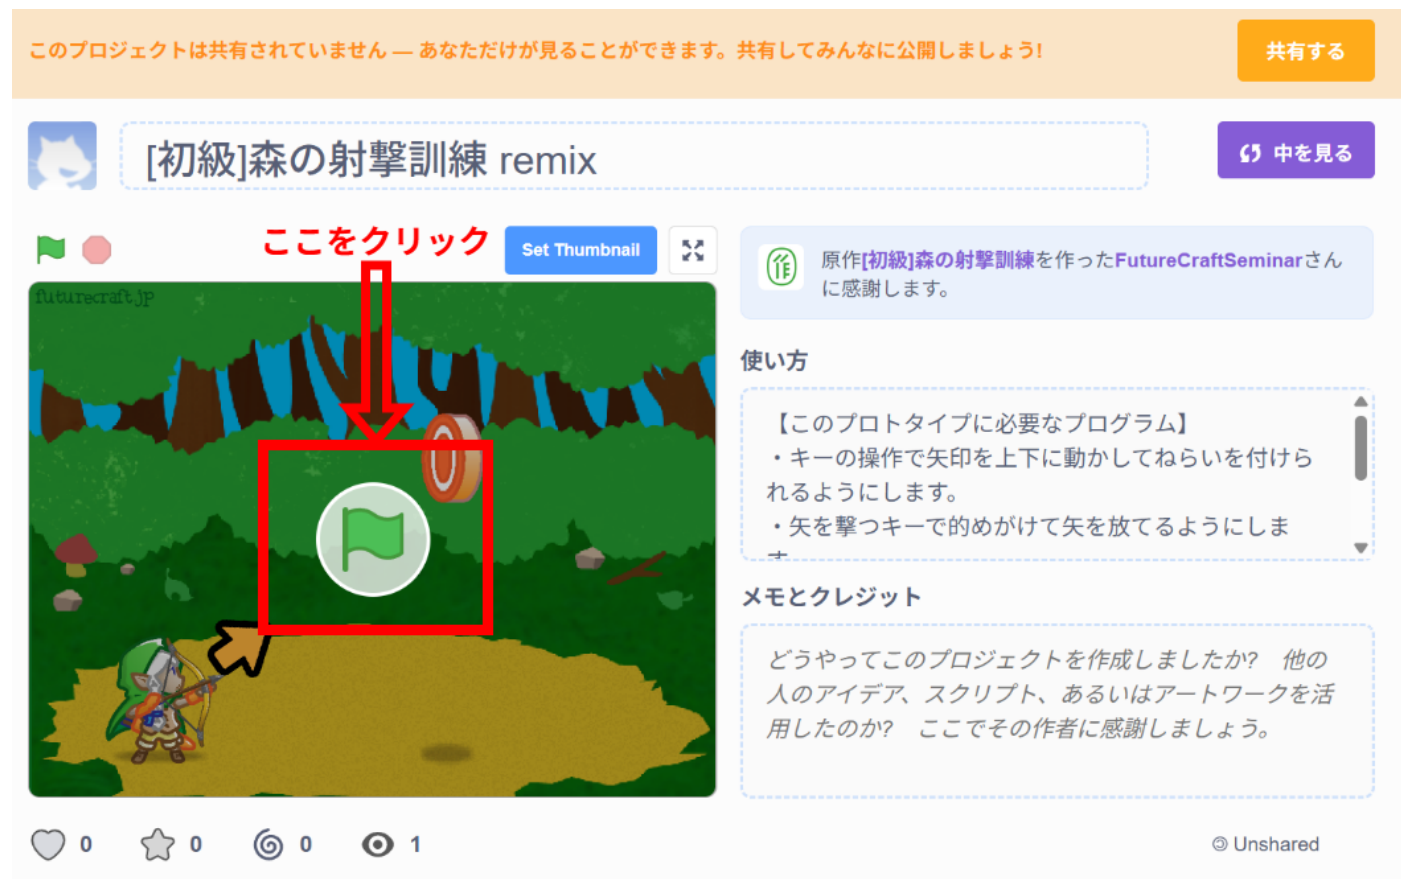 このプロジェクトは共有されていません — あなただけが見ることができます。共有してみんなに公開しましょう!
共有する
[初級]森の射撃訓練 remix
中を見る
ここをクリック
Set Thumbnail
futurecraft.jp
原作[初級]森の射撃訓練を作ったFutureCraftSeminarさん
に感謝します。
使い方
【このプロトタイプに必要なプログラム】
・キーの操作で矢印を上下に動かしてねらいを付けら
れるようにします。
・矢を撃つキーで的めがけて矢を放てるようにしま
メモとクレジット
どうやってこのプロジェクトを作成しましたか?　他の
人のアイデア、スクリプト、あるいはアートワークを活
用したのか?　ここでその作者に感謝しましょう。
0
0
0
1
Unshared